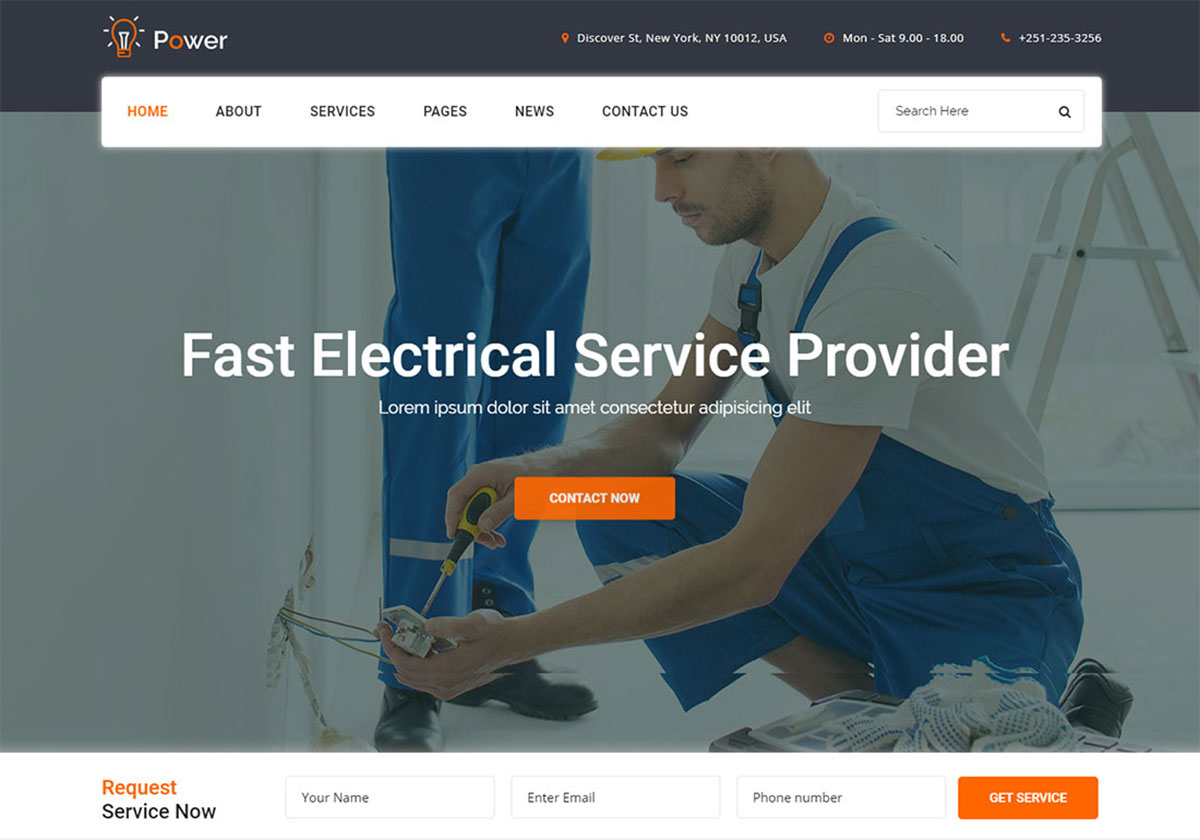 Power
Discover St, New York, NY 10012, USA
Mon - Sat 9.00 - 18.00
+251-235-3256
HOME
ABOUT
SERVICES
PAGES
NEWS
CONTACT US
Search Here
Fast Electrical Service Provider
Lorem ipsum dolor sit amet consectetur adipisicing elit
CONTACT NOW
Request
Service Now
Your Name
Enter Email
Phone number
GET SERVICE